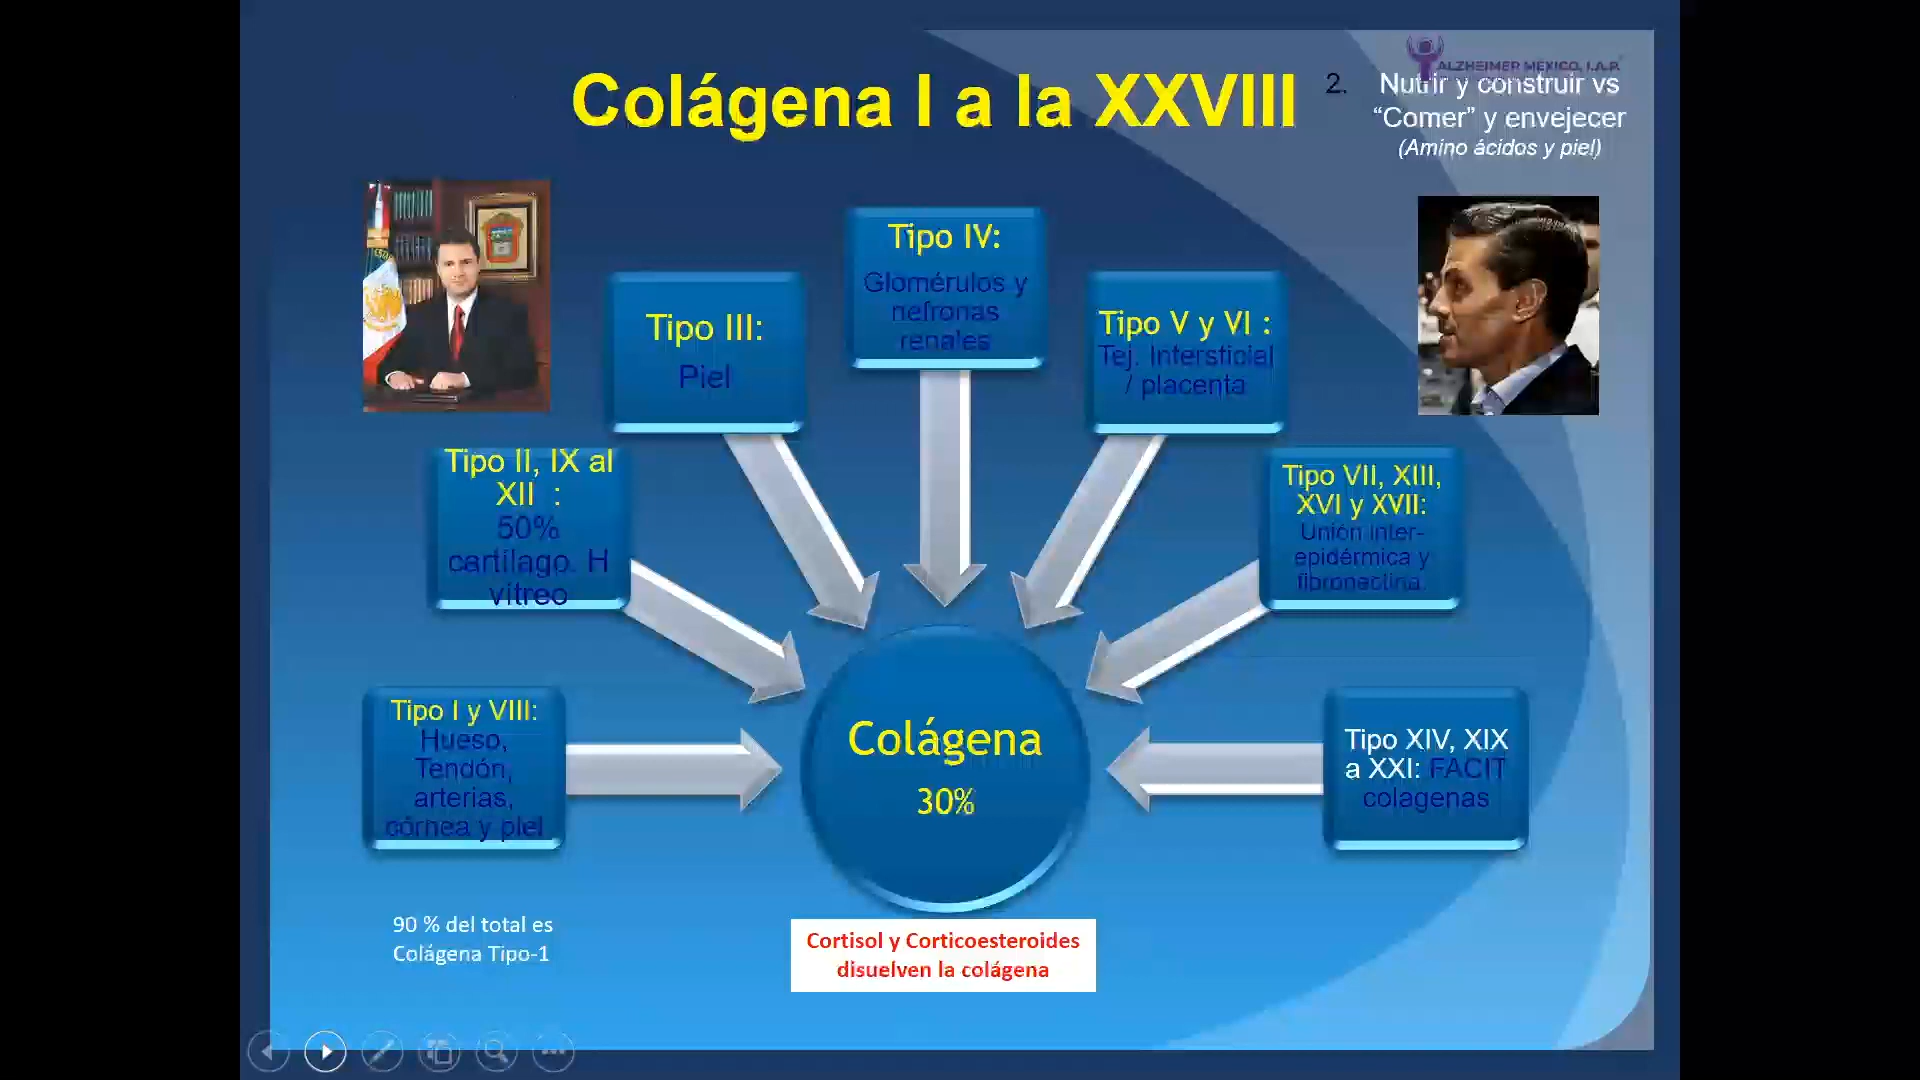 Colágena I a la XXVIII
ALZHEIMER MÉXICO, I.A.P.
2. Nutrir y construir vs
“Comer” y envejecer
(Amino ácidos y piel)
Tipo IV:
Glomérulos y
nefronas
renales
Tipo III:
Piel
Tipo V y VI :
Tej. Intersticial
/ placenta
Tipo II, IX al
XII :
50%
cartílago. H
vítreo
Tipo VII, XIII,
XVI y XVII:
Unión inter-
epidérmica y
fibronectina.
Tipo I y VIII:
Hueso,
Tendón,
arterias,
córnea y piel
Colágena
30%
Tipo XIV, XIX
a XXI: FACIT
colagenas
90 % del total es
Colágena Tipo-1
Cortisol y Corticoesteroides
disuelven la colágena